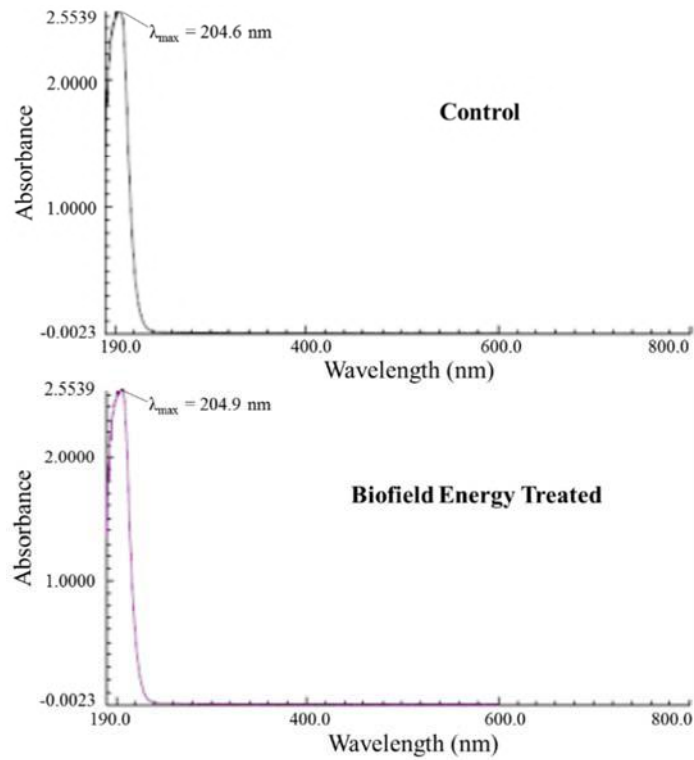 2.5539
λmax = 204.6 nm
2.0000
Control
Absorbance
1.0000
-0.0023
190.0 400.0 600.0 800.0
Wavelength (nm)
2.5539
λmax = 204.9 nm
2.0000
Biofield Energy Treated
Absorbance
1.0000
-0.0023
190.0 400.0 600.0 800.0
Wavelength (nm)